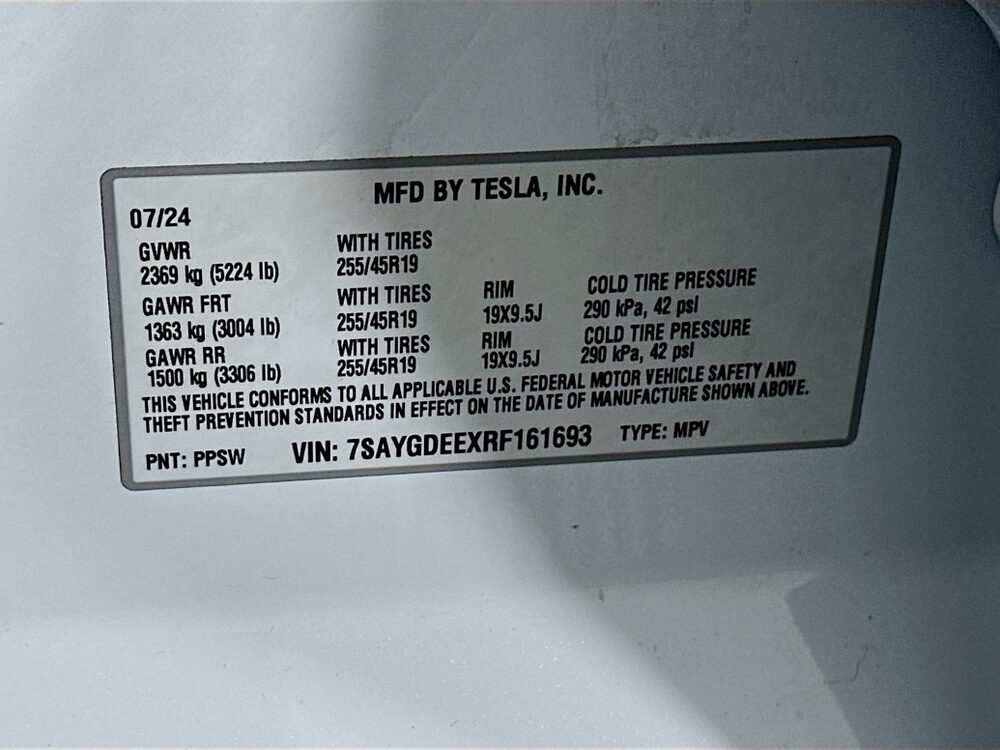 MFD BY TESLA, INC.
07/24
GVWR WITH TIRES
2369 kg (5224 lb) 255/45R19
GAWR FRT WITH TIRES RIM COLD TIRE PRESSURE
1363 kg (3004 lb) 255/45R19 19X9.5J 290 kPa, 42 psi
GAWR RR WITH TIRES RIM COLD TIRE PRESSURE
1500 kg (3306 lb) 255/45R19 19X9.5J 290 kPa, 42 psi
THIS VEHICLE CONFORMS TO ALL APPLICABLE U.S. FEDERAL MOTOR VEHICLE SAFETY AND
THEFT PREVENTION STANDARDS IN EFFECT ON THE DATE OF MANUFACTURE SHOWN ABOVE.
PNT: PPSW VIN: 7SAYGDEEXRF161693 TYPE: MPV